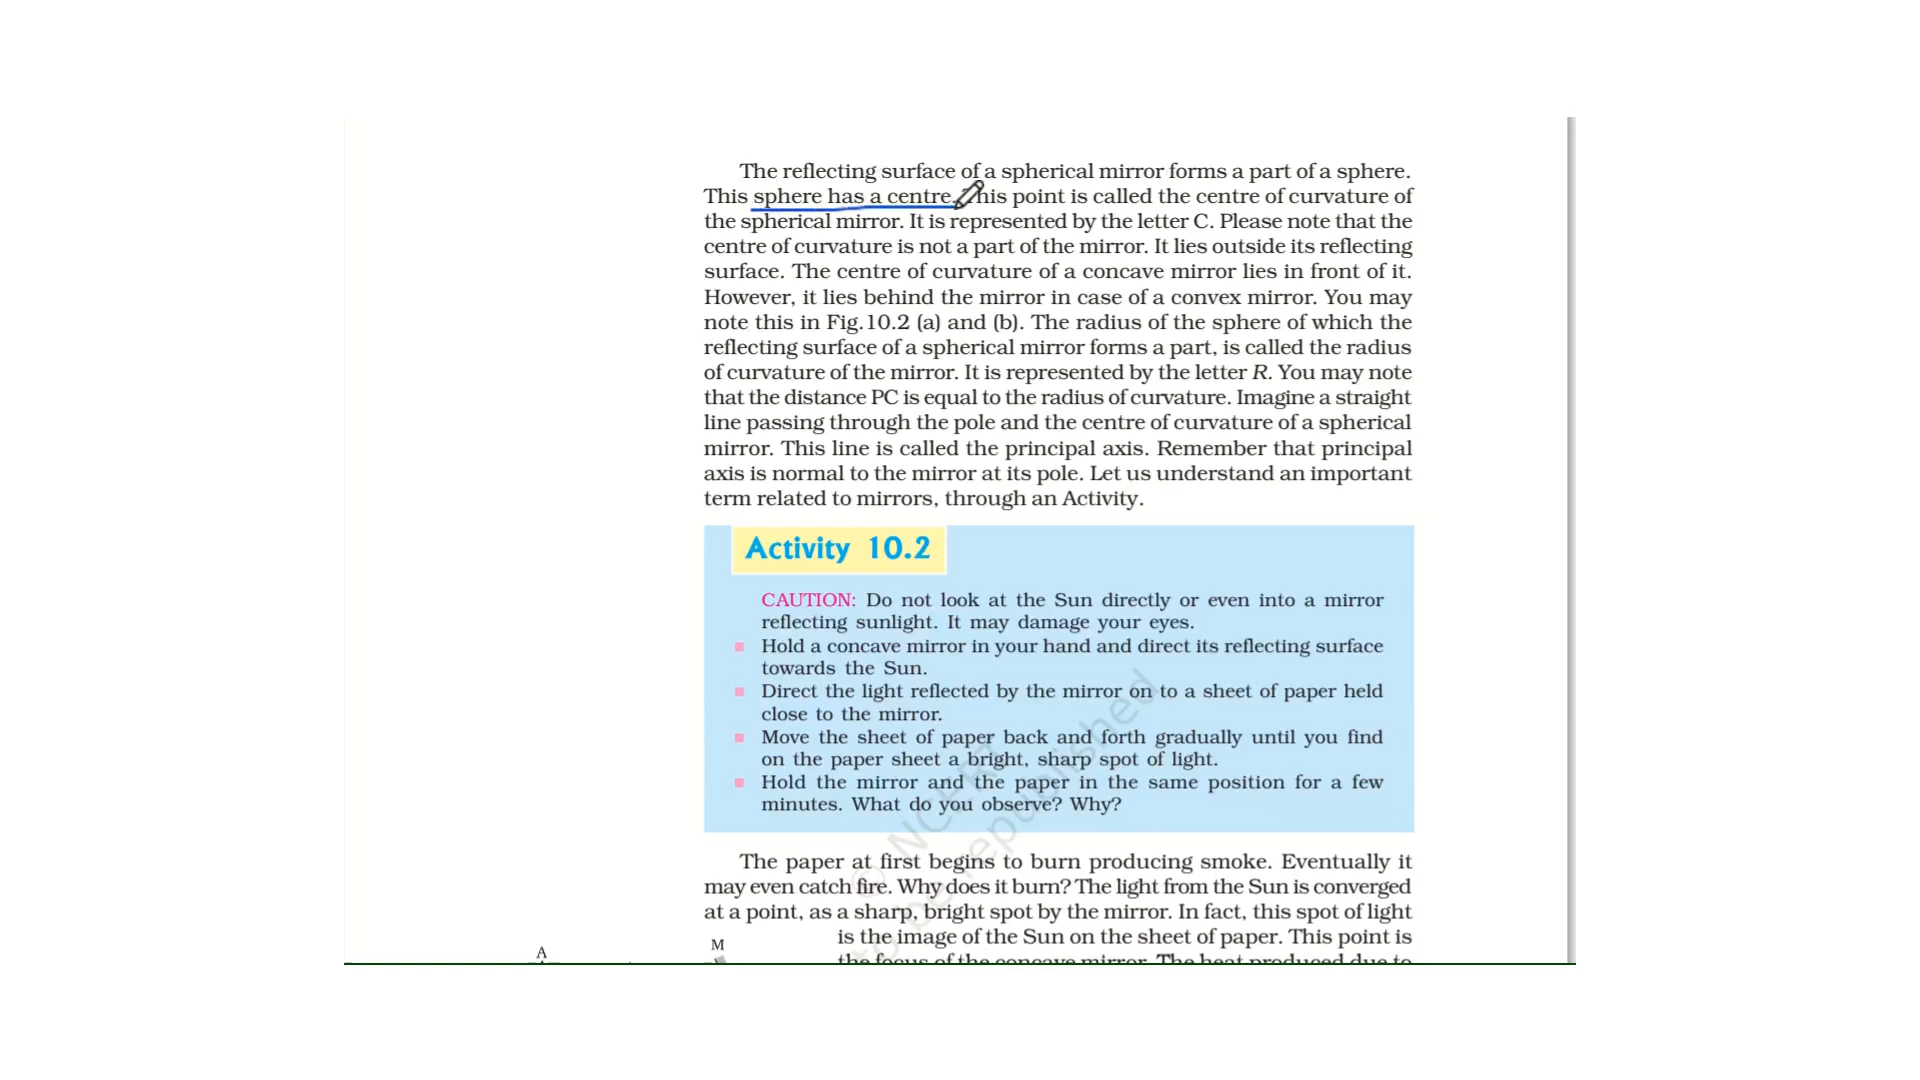 The reflecting surface of a spherical mirror forms a part of a sphere.
This sphere has a centre. This point is called the centre of curvature of
the spherical mirror. It is represented by the letter C. Please note that the
centre of curvature is not a part of the mirror. It lies outside its reflecting
surface. The centre of curvature of a concave mirror lies in front of it.
However, it lies behind the mirror in case of a convex mirror. You may
note this in Fig.10.2 (a) and (b). The radius of the sphere of which the
reflecting surface of a spherical mirror forms a part, is called the radius
of curvature of the mirror. It is represented by the letter R. You may note
that the distance PC is equal to the radius of curvature. Imagine a straight
line passing through the pole and the centre of curvature of a spherical
mirror. This line is called the principal axis. Remember that principal
axis is normal to the mirror at its pole. Let us understand an important
term related to mirrors, through an Activity.
Activity 10.2
CAUTION: Do not look at the Sun directly or even into a mirror
reflecting sunlight. It may damage your eyes.
Hold a concave mirror in your hand and direct its reflecting surface
towards the Sun.
Direct the light reflected by the mirror on to a sheet of paper held
close to the mirror.
Move the sheet of paper back and forth gradually until you find
on the paper sheet a bright, sharp spot of light.
Hold the mirror and the paper in the same position for a few
minutes. What do you observe? Why?
The paper at first begins to burn producing smoke. Eventually it
may even catch fire. Why does it burn? The light from the Sun is converged
at a point, as a sharp, bright spot by the mirror. In fact, this spot of light
is the image of the Sun on the sheet of paper. This point is
the focus of the concave mirror. The heat produced due to
A
M
© NCERT
to be republished